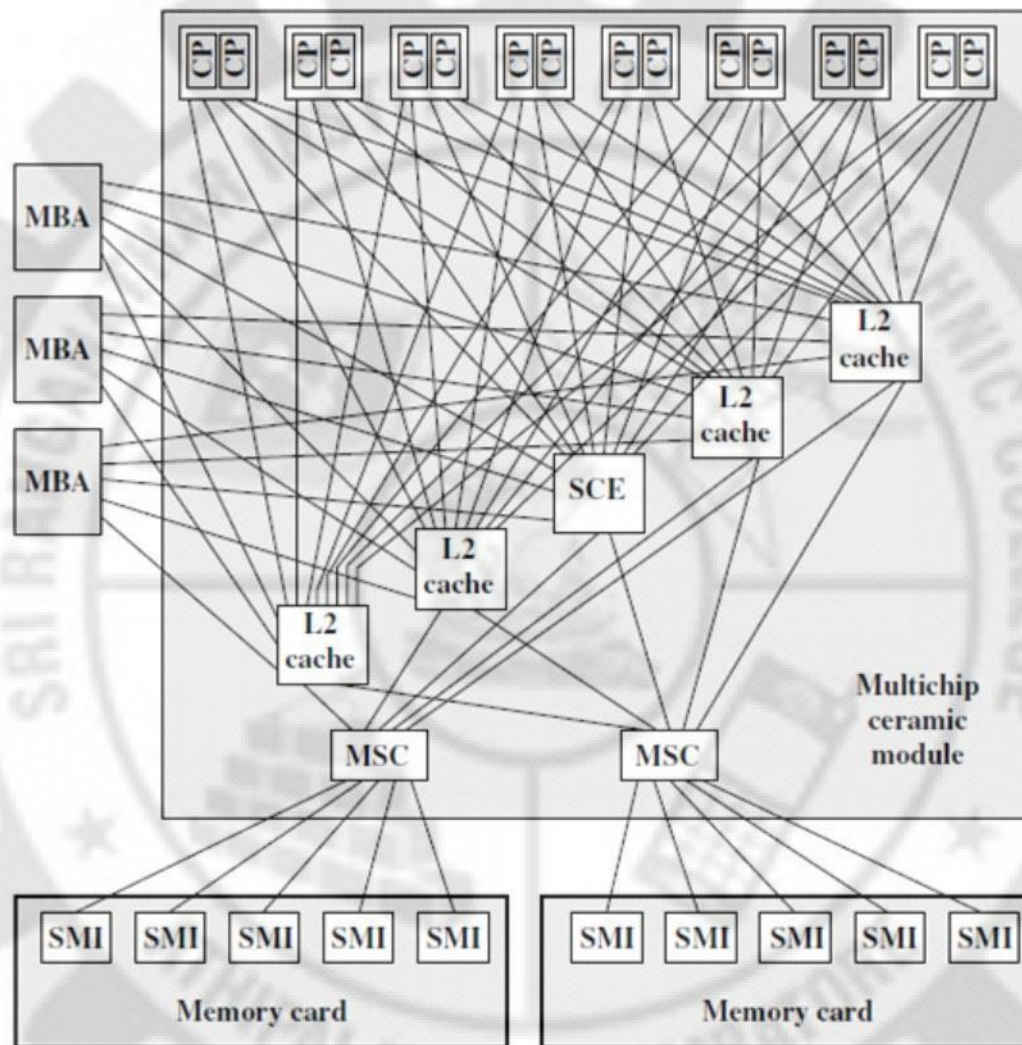 CP CP CP CP CP CP CP CP CP CP CP CP CP CP CP CP
MBA
MBA
MBA
L2
cache
L2
cache
SCE
L2
cache
L2
cache
Multichip
ceramic
module
MSC MSC
SMI SMI SMI SMI SMI SMI SMI SMI SMI SMI
Memory card Memory card
SRI